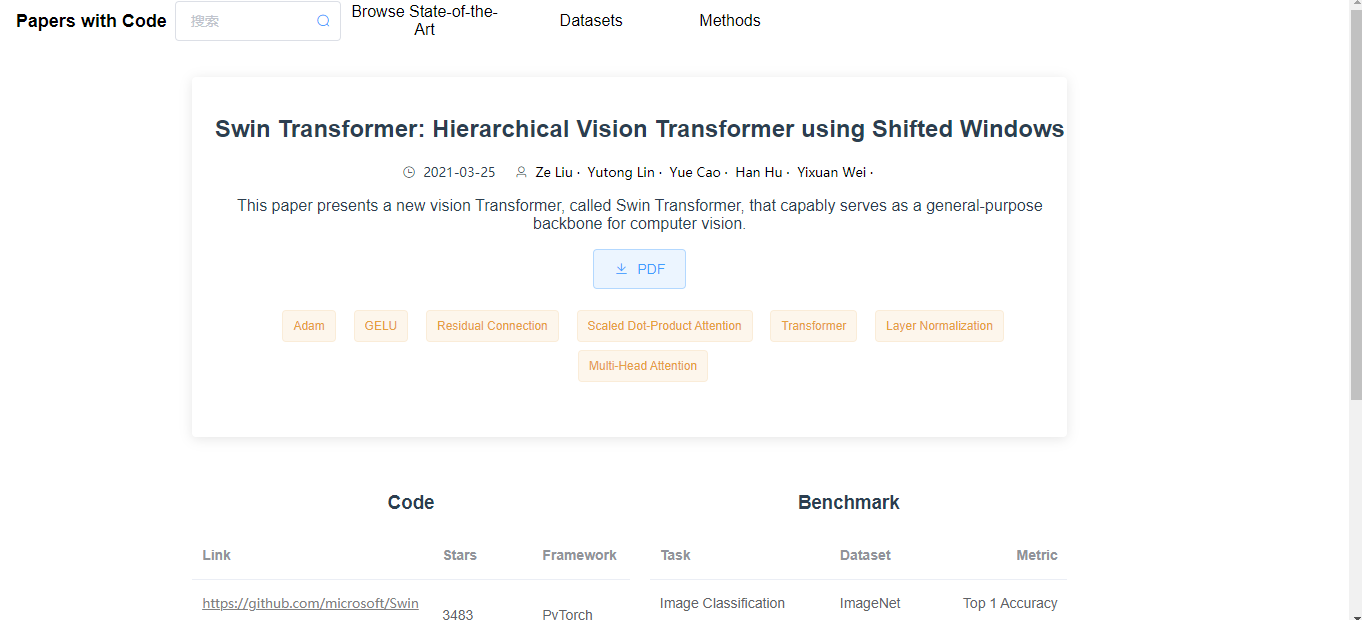 Papers with Code
搜索
Browse State-of-the-
Art
Datasets
Methods
Swin Transformer: Hierarchical Vision Transformer using Shifted Windows
2021-03-25 Ze Liu · Yutong Lin · Yue Cao · Han Hu · Yixuan Wei ·
This paper presents a new vision Transformer, called Swin Transformer, that capably serves as a general-purpose
backbone for computer vision.
PDF
Adam GELU Residual Connection Scaled Dot-Product Attention Transformer Layer Normalization
Multi-Head Attention
Code
Link Stars Framework
https://github.com/microsoft/Swin
3483 PyTorch
Benchmark
Task Dataset Metric
Image Classification ImageNet Top 1 Accuracy